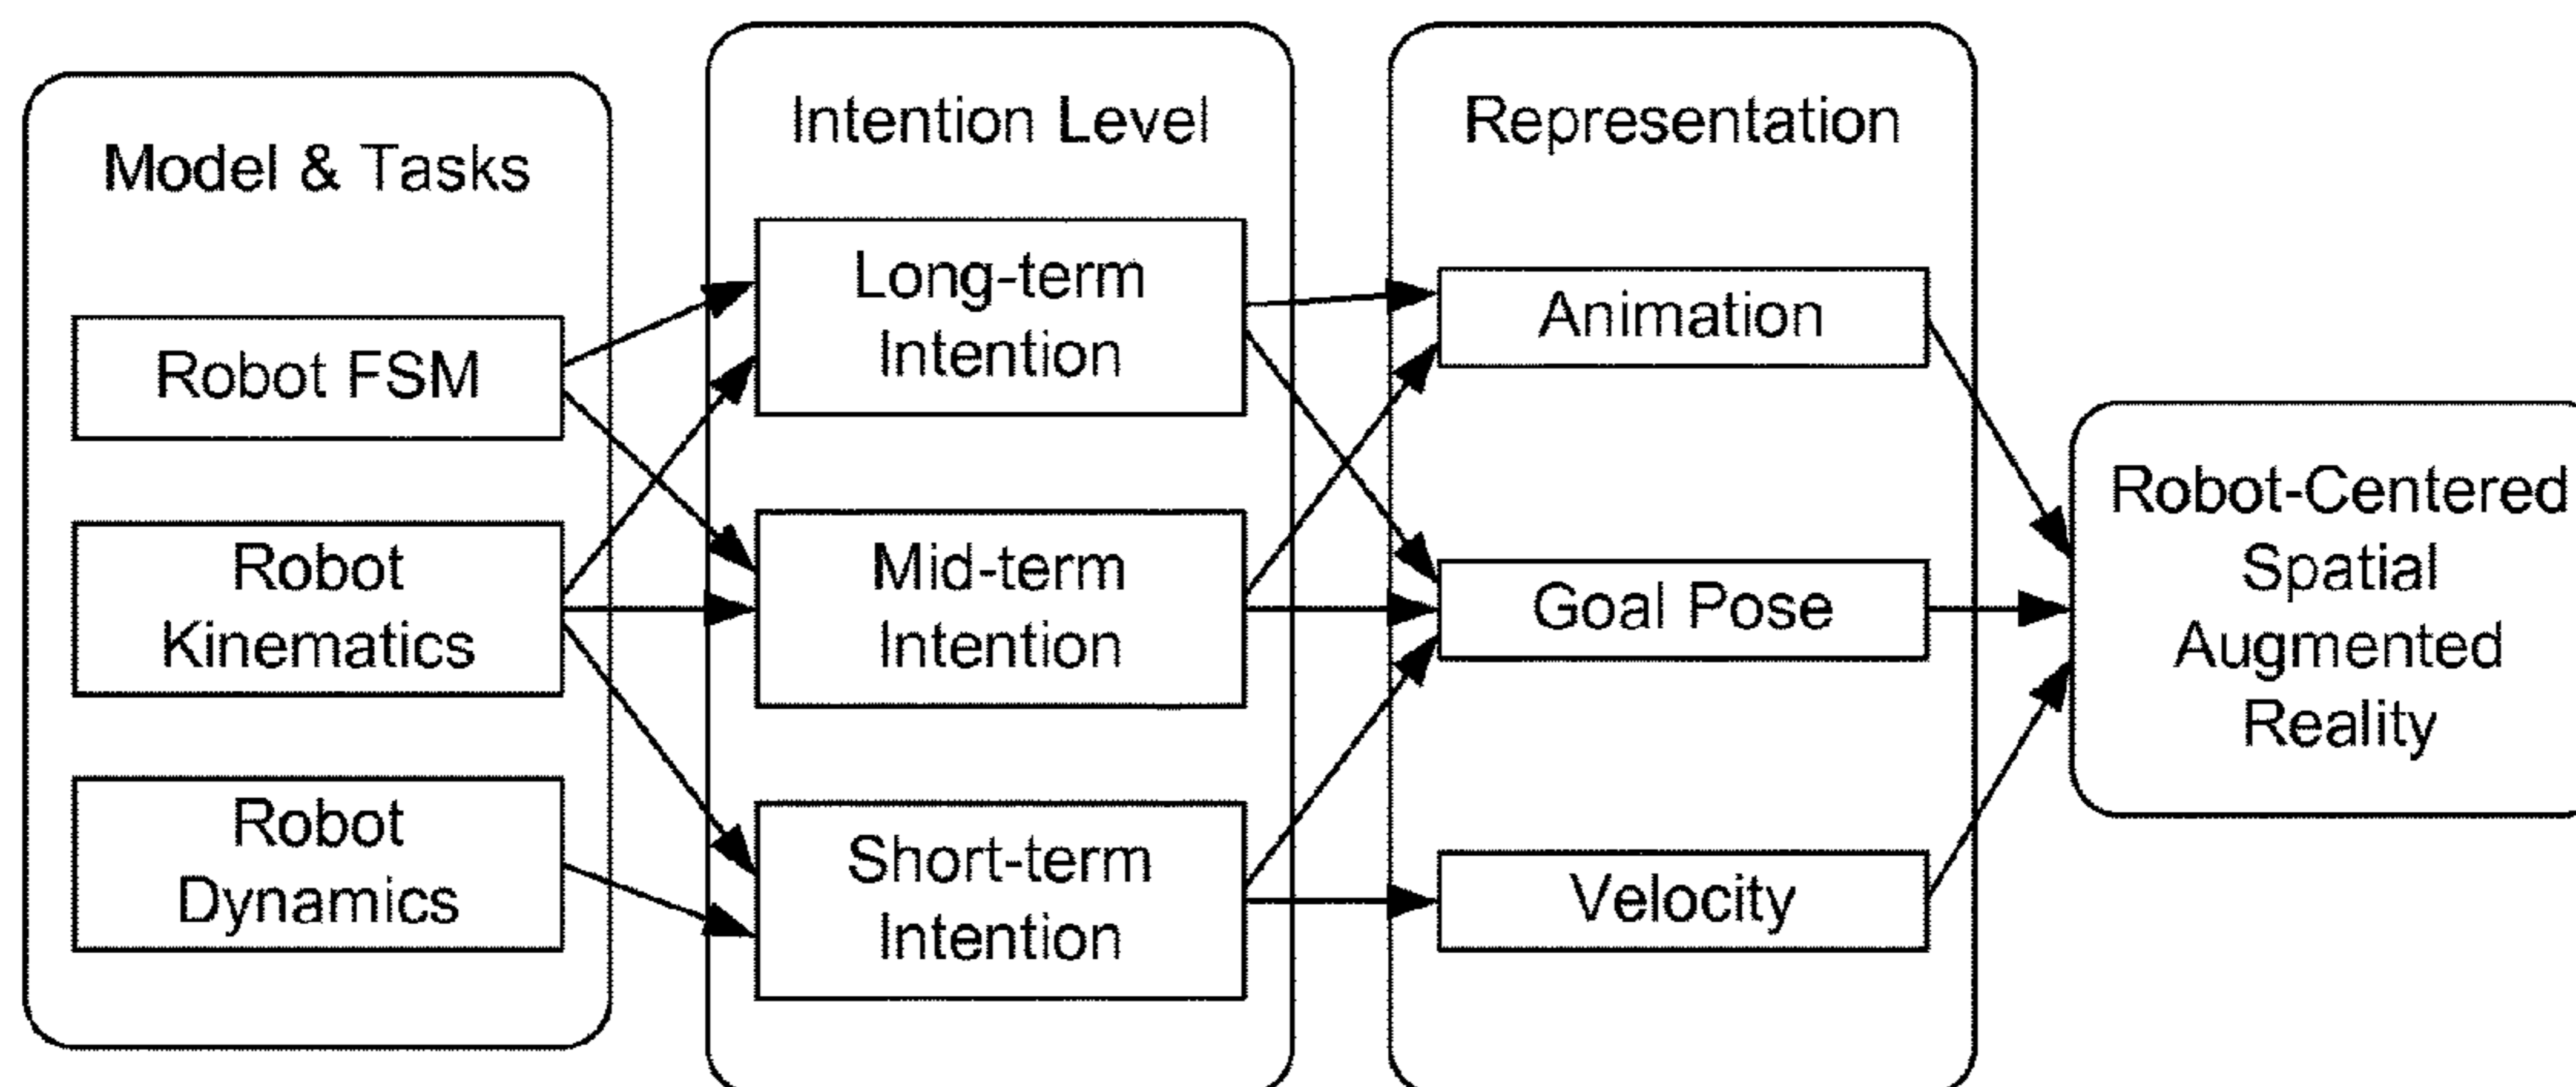 Model & Tasks
Robot FSM
Robot
Kinematics
Robot
Dynamics
Intention Level
Long-term
Intention
Mid-term
Intention
Short-term
Intention
Representation
Animation
Goal Pose
Velocity
Robot-Centered
Spatial
Augmented
Reality